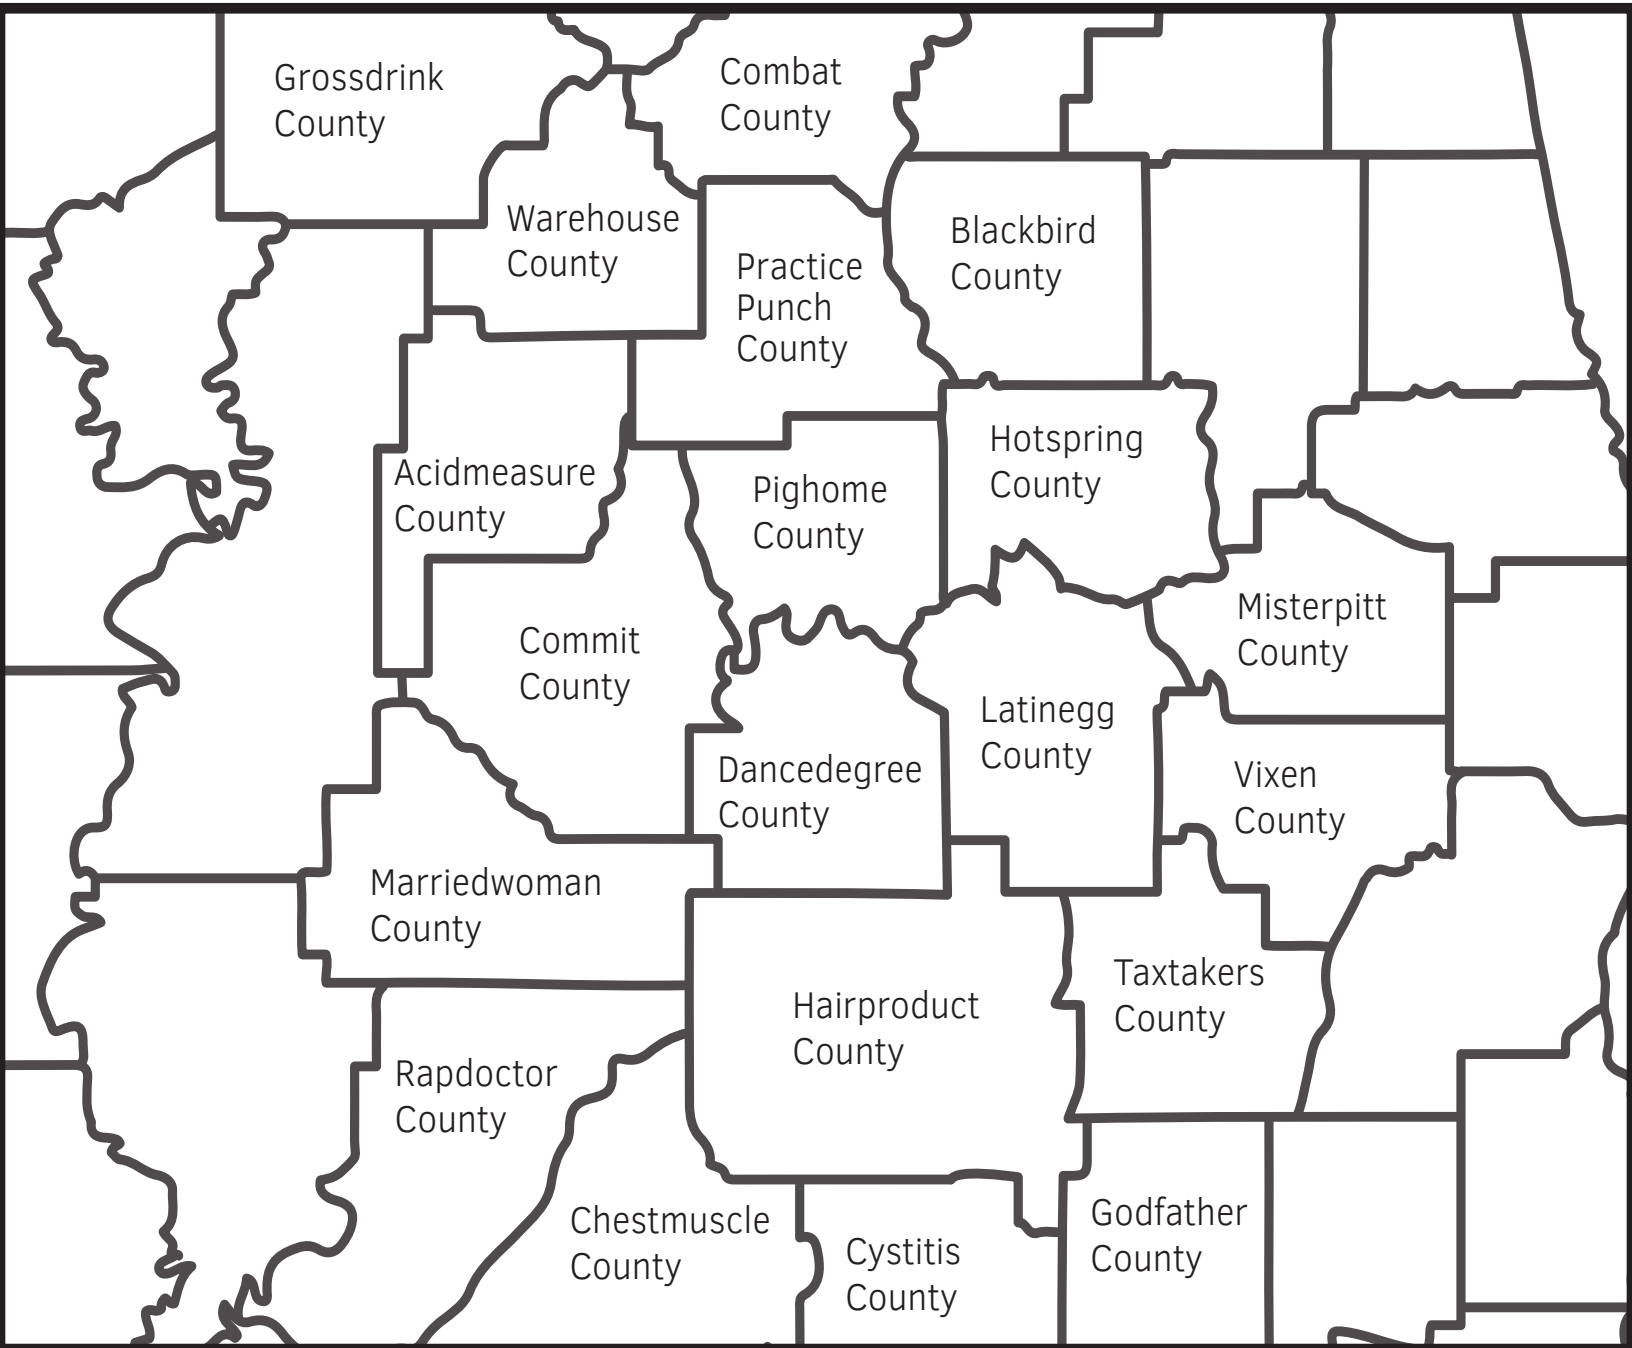 Grossdrink
County
Combat
County
Warehouse
County
Practice
Punch
County
Blackbird
County
Acidmeasure
County
Pighome
County
Hotspring
County
Commit
County
Misterpitt
County
Dancedegree
County
Latinegg
County
Vixen
County
Marriedwoman
County
Hairproduct
County
Taxtakers
County
Rapdoctor
County
Chestmuscle
County
Cystitis
County
Godfather
County